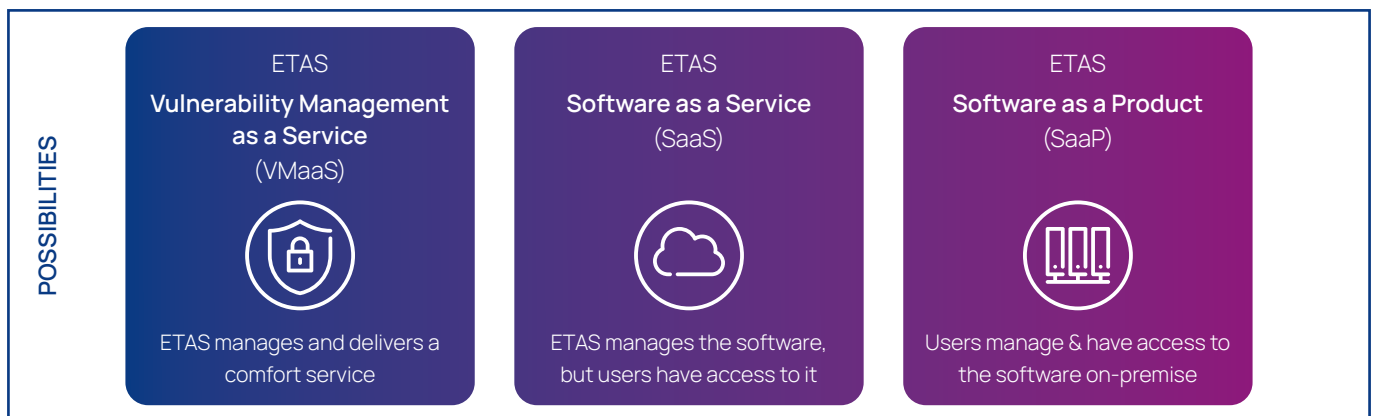 POSSIBILITIES
ETAS
Vulnerability Management
as a Service
(VMaaS)
ETAS manages and delivers a
comfort service
ETAS
Software as a Service
(SaaS)
ETAS manages the software,
but users have access to it
ETAS
Software as a Product
(SaaP)
Users manage & have access to
the software on-premise